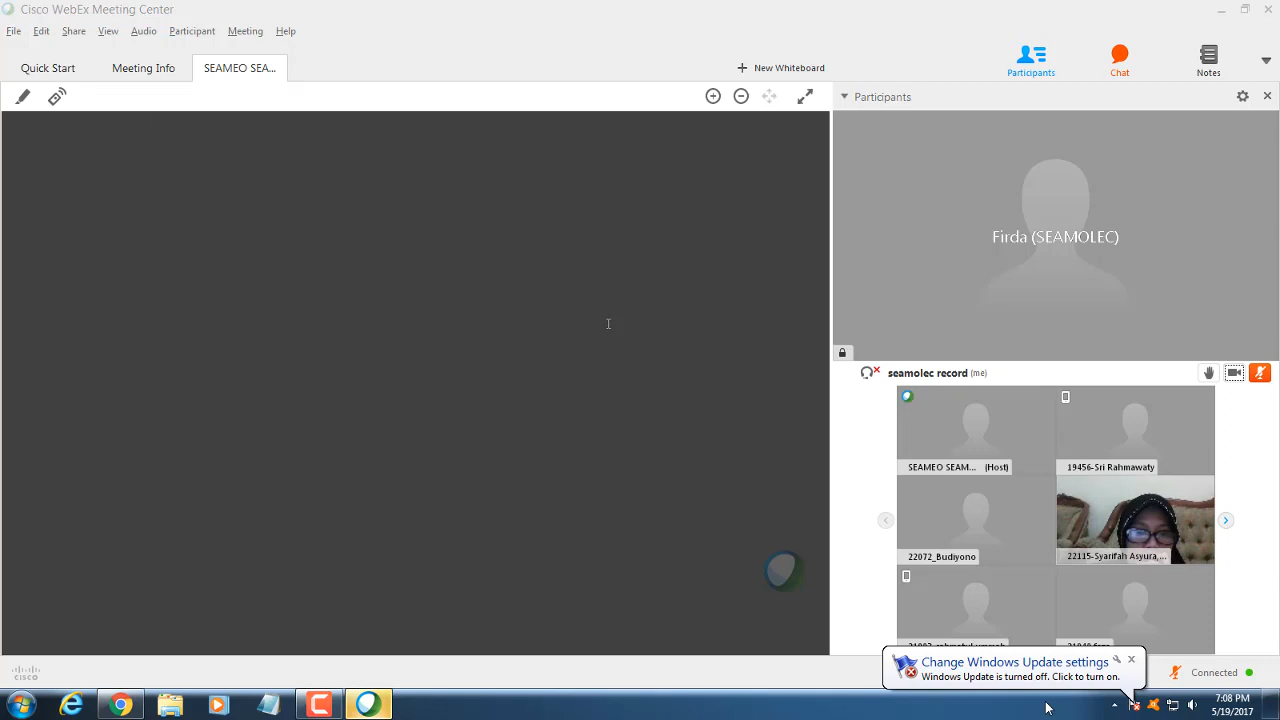 Cisco WebEx Meeting Center
File Edit Share View Audio Participant Meeting Help
Quick Start Meeting Info SEAMEO SEA...
New Whiteboard
Participants Chat Notes
Participants
Firda (SEAMOLEC)
seamolec record (me)
SEAMEO SEAM... (Host)
19456-Sri Rahmawaty
22072_Budiyono
22115-Syarifah Asyura,...
Change Windows Update settings
Windows Update is turned off. Click to turn on.
cisco
Connected
7:08 PM
5/19/2017